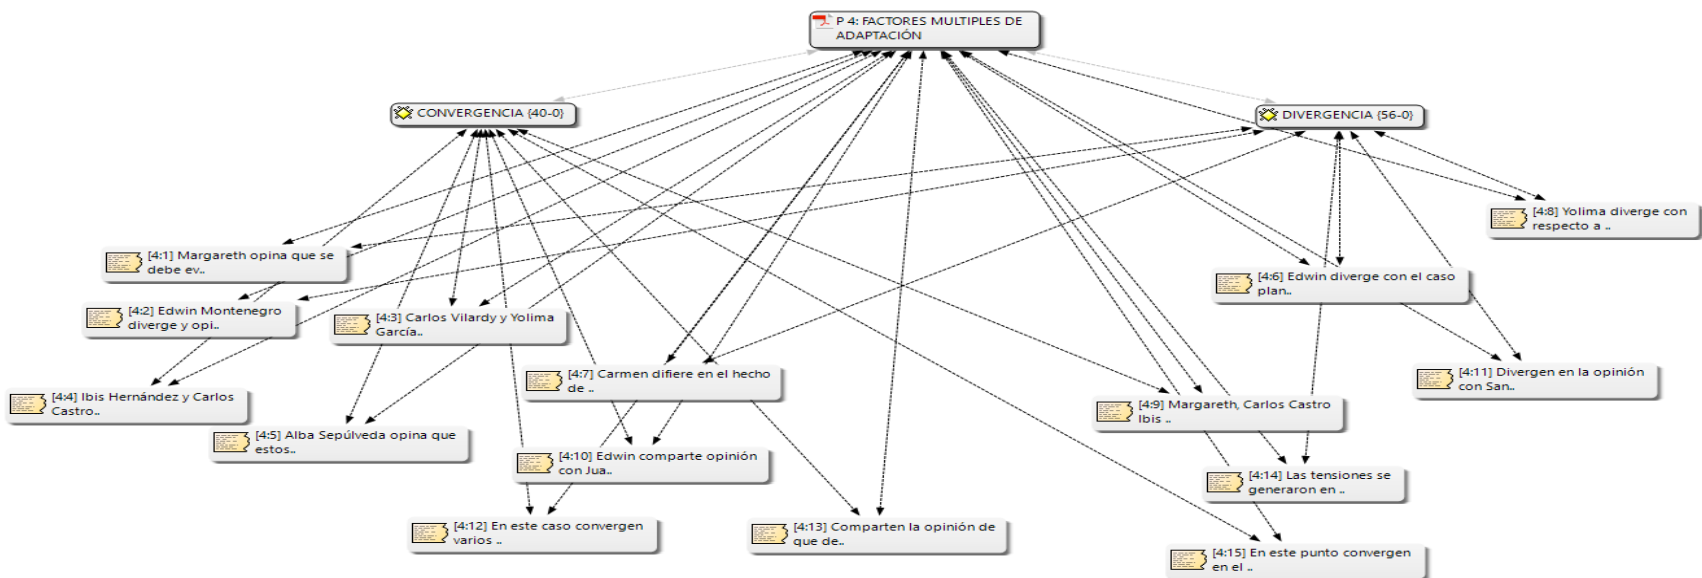 P 4: FACTORES MULTIPLES DE
ADAPTACIÓN
CONVERGENCIA {40-0}
DIVERGENCIA {56-0}
[4:8] Yolima diverge con
respecto a ..
[4:1] Margareth opina que se
debe ev..
[4:6] Edwin diverge con el caso
plan..
[4:2] Edwin Montenegro
diverge y opi..
[4:3] Carlos Vilardy y Yolima
García..
[4:7] Carmen difiere en el hecho
de ..
[4:11] Divergen en la opinión
con San..
[4:4] Ibis Hernández y Carlos
Castro..
[4:9] Margareth, Carlos Castro
Ibis ..
[4:5] Alba Sepúlveda opina que
estos..
[4:10] Edwin comparte opinión
con Jua..
[4:14] Las tensiones se
generaron en ..
[4:12] En este caso convergen
varios ..
[4:13] Comparten la opinión de
que de..
[4:15] En este punto convergen
en el ..